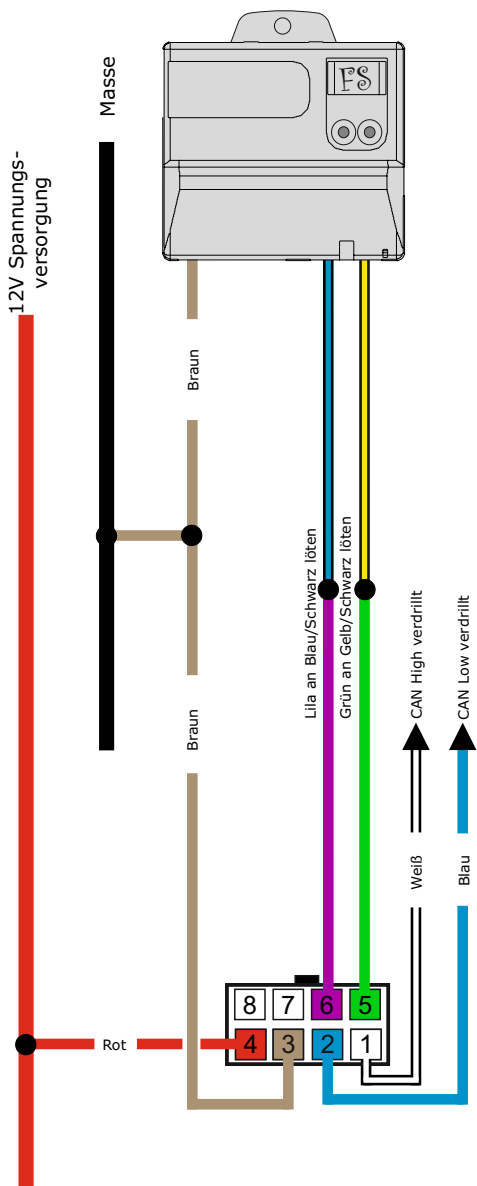 FS
Masse
12V Spannungs-
versorgung
Braun
Lila an Blau/Schwarz löten
Grün an Gelb/Schwarz löten
CAN High verdrillt
CAN Low verdrillt
Braun
Weiß
Blau
8 7 6 5
4 3 2 1
Rot